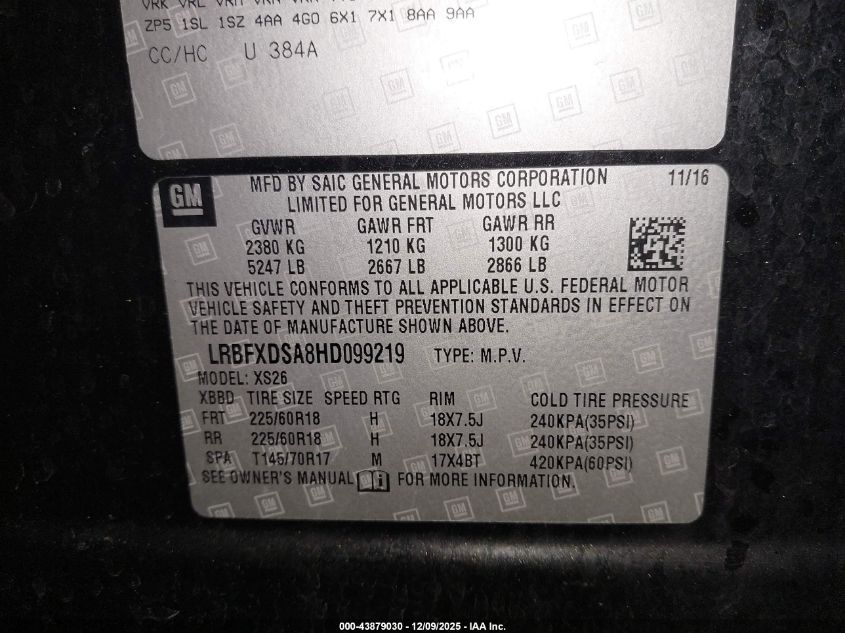 ZP5 1SL 1SZ 4AA 4G0 6X1 7X1 8AA 9AA
CC/HC U 384A
GM MFD BY SAIC GENERAL MOTORS CORPORATION 11/16
LIMITED FOR GENERAL MOTORS LLC
GVWR GAWR FRT GAWR RR
2380 KG 1210 KG 1300 KG
5247 LB 2667 LB 2866 LB
THIS VEHICLE CONFORMS TO ALL APPLICABLE U.S. FEDERAL MOTOR
VEHICLE SAFETY AND THEFT PREVENTION STANDARDS IN EFFECT ON
THE DATE OF MANUFACTURE SHOWN ABOVE.
LRBFXDSA8HD099219 TYPE: M.P.V.
MODEL: XS26
XBBD TIRE SIZE SPEED RTG RIM COLD TIRE PRESSURE
FRT 225/60R18 H 18X7.5J 240KPA(35PSI)
RR 225/60R18 H 18X7.5J 240KPA(35PSI)
SPA T145/70R17 M 17X4BT 420KPA(60PSI)
SEE OWNER'S MANUAL FOR MORE INFORMATION.
000-43879030 - 12/09/2025 - IAA Inc.